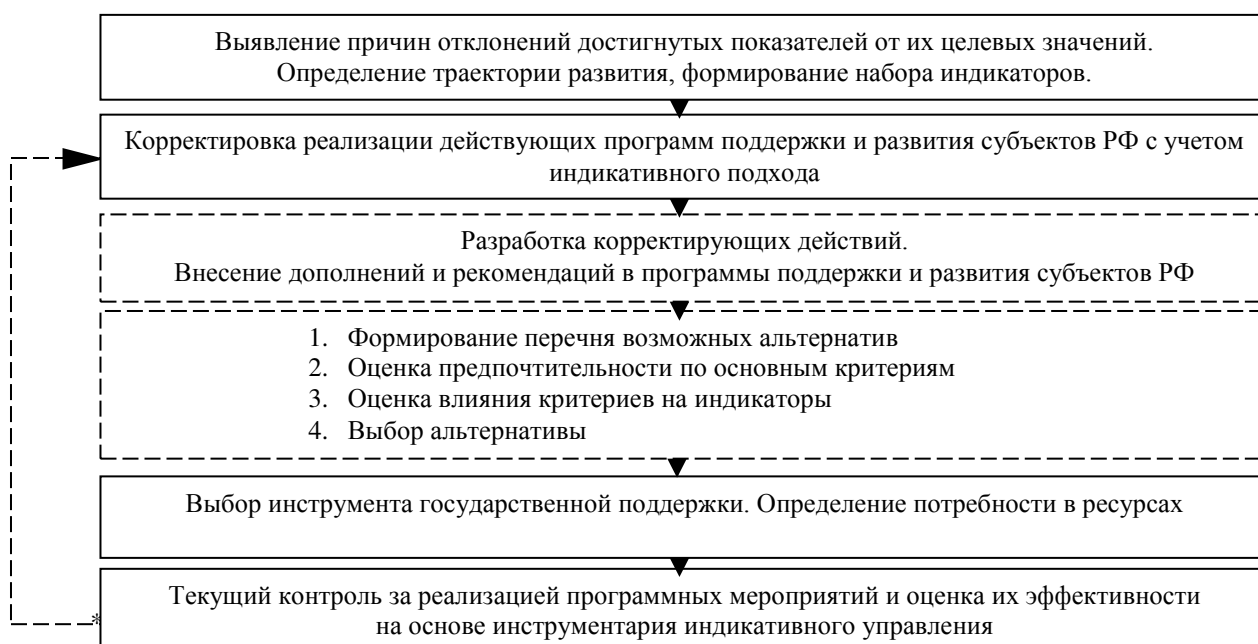 Выявление причин отклонений достигнутых показателей от их целевых значений.
Определение траектории развития, формирование набора индикаторов.
Корректировка реализации действующих программ поддержки и развития субъектов РФ с учетом
индикативного подхода
Разработка корректирующих действий.
Внесение дополнений и рекомендаций в программы поддержки и развития субъектов РФ
1. Формирование перечня возможных альтернатив
2. Оценка предпочтительности по основным критериям
3. Оценка влияния критериев на индикаторы
4. Выбор альтернативы
Выбор инструмента государственной поддержки. Определение потребности в ресурсах
Текущий контроль за реализацией программных мероприятий и оценка их эффективности
*
на основе инструментария индикативного управления